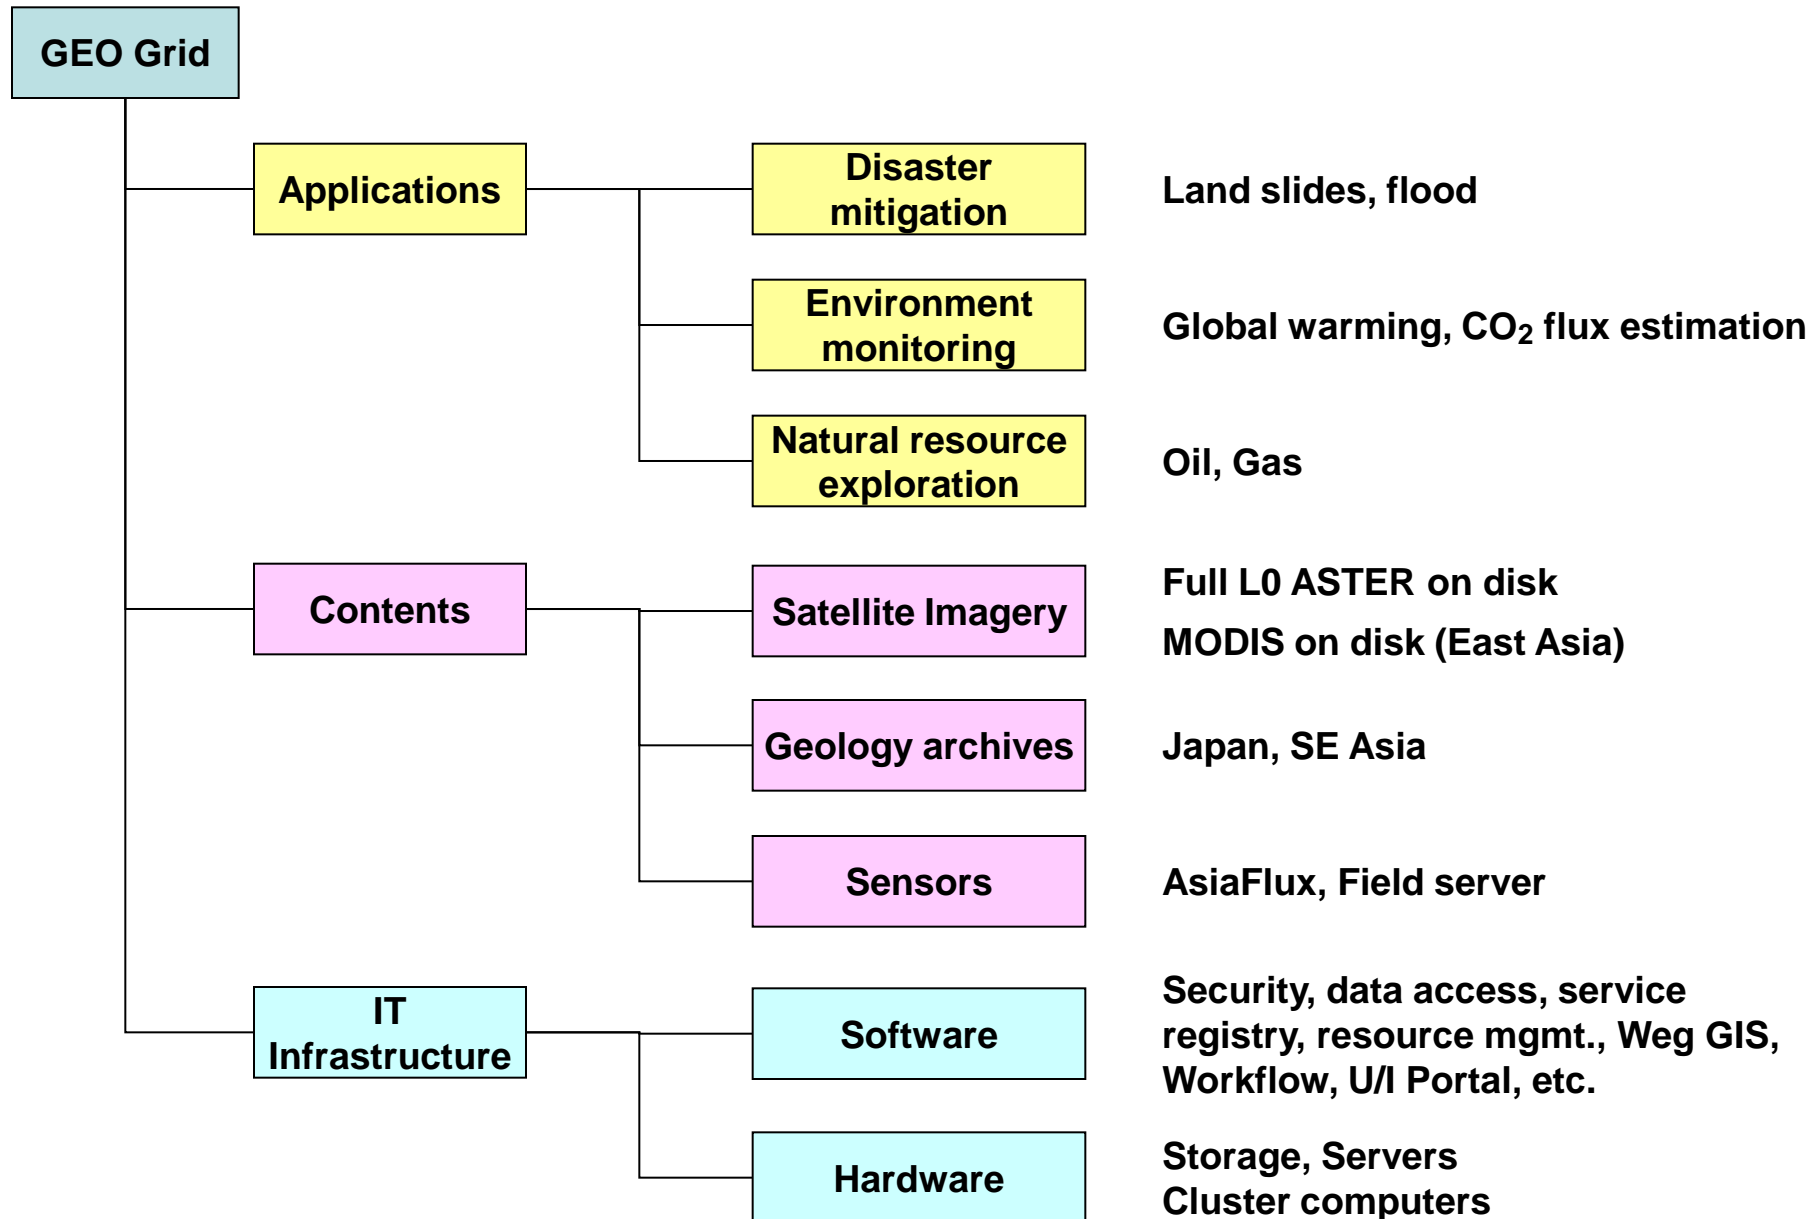 GEO Grid
Applications
Disaster
mitigation
Land slides, flood
Environment
monitoring
Global warming, CO₂ flux estimation
Natural resource
exploration
Oil, Gas
Contents
Satellite Imagery
Full L0 ASTER on disk
MODIS on disk (East Asia)
Geology archives
Japan, SE Asia
Sensors
AsiaFlux, Field server
IT
Infrastructure
Software
Security, data access, service
registry, resource mgmt., Weg GIS,
Workflow, U/I Portal, etc.
Hardware
Storage, Servers
Cluster computers